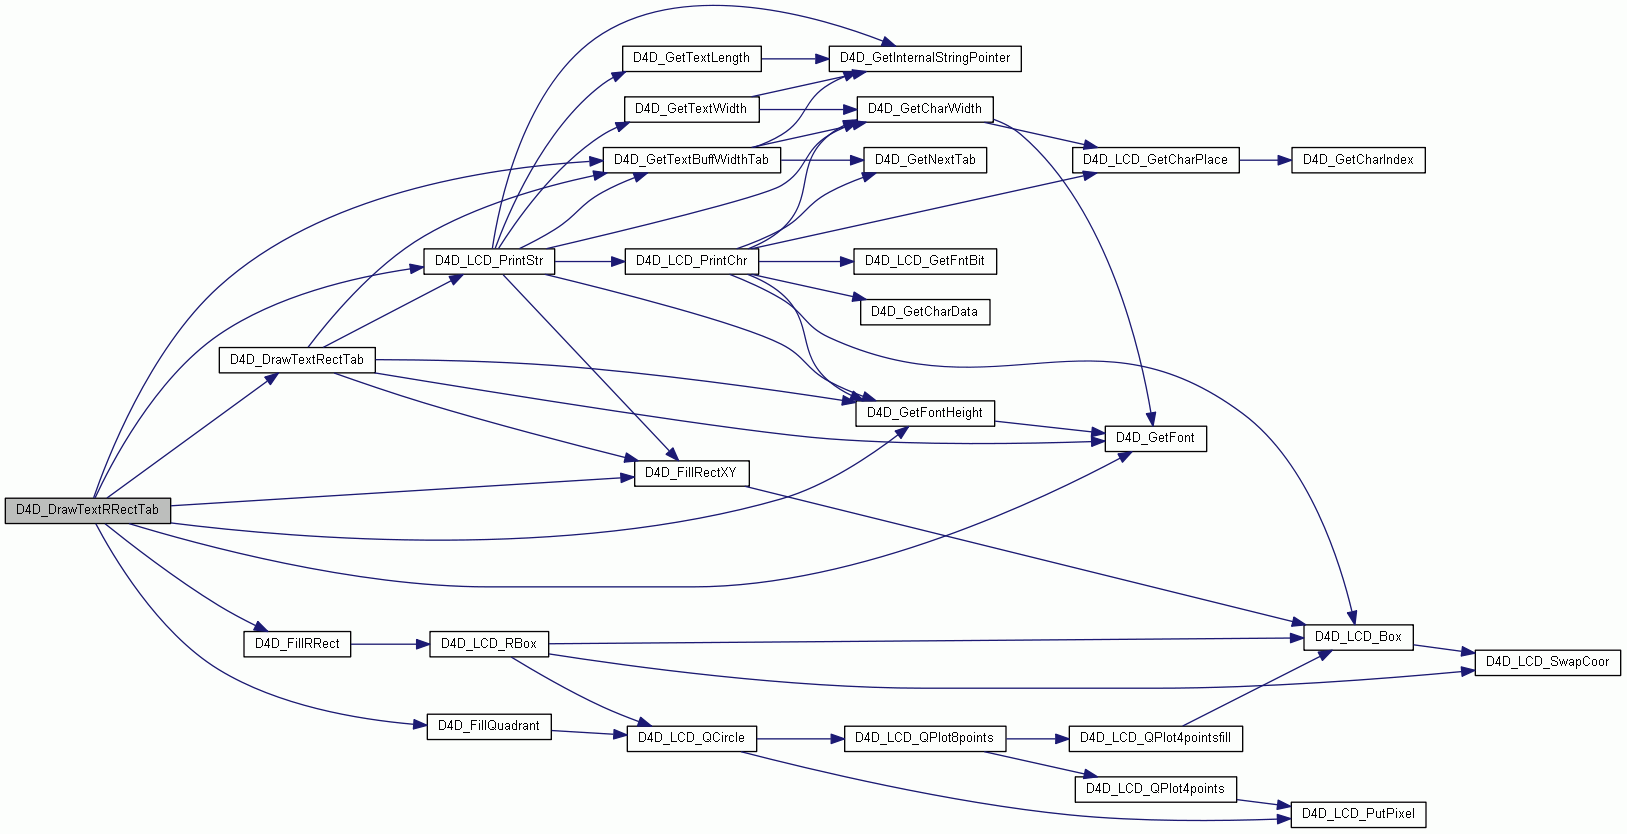 D4D_GetTextLength
D4D_GetInternalStringPointer
D4D_GetTextWidth
D4D_GetCharWidth
D4D_GetTextBuffWidthTab
D4D_GetNextTab
D4D_LCD_GetCharPlace
D4D_GetCharIndex
D4D_LCD_PrintStr
D4D_LCD_PrintChr
D4D_LCD_GetFntBit
D4D_GetCharData
D4D_DrawTextRectTab
D4D_GetFontHeight
D4D_GetFont
D4D_FillRectXY
D4D_DrawTextRRectTab
D4D_FillRRect
D4D_LCD_RBox
D4D_LCD_Box
D4D_LCD_SwapCoor
D4D_FillQuadrant
D4D_LCD_QCircle
D4D_LCD_QPlot8points
D4D_LCD_QPlot4pointsfill
D4D_LCD_QPlot4points
D4D_LCD_PutPixel